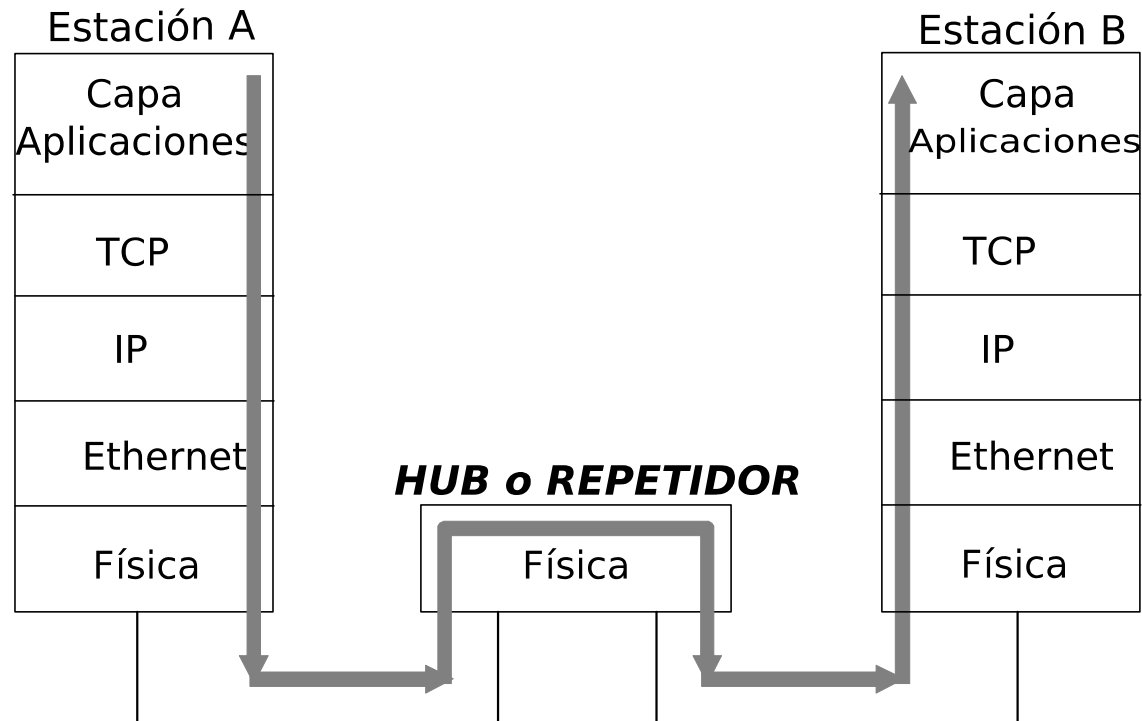 Estación A
Capa
Aplicaciones
TCP
IP
Ethernet
Física
HUB o REPETIDOR
Física
Estación B
Capa
Aplicaciones
TCP
IP
Ethernet
Física